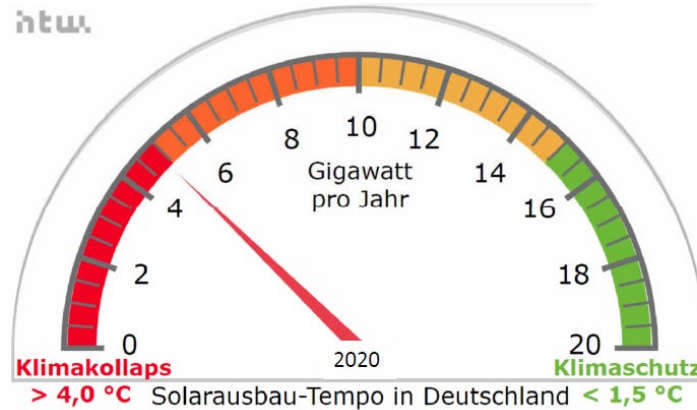 htw.
10
8
12
6
Gigawatt
14
pro Jahr
4
16
2
18
0
2020
20
Klimakollaps
Klimaschutz
> 4,0 °C
Solarausbau-Tempo in Deutschland
< 1,5 °C